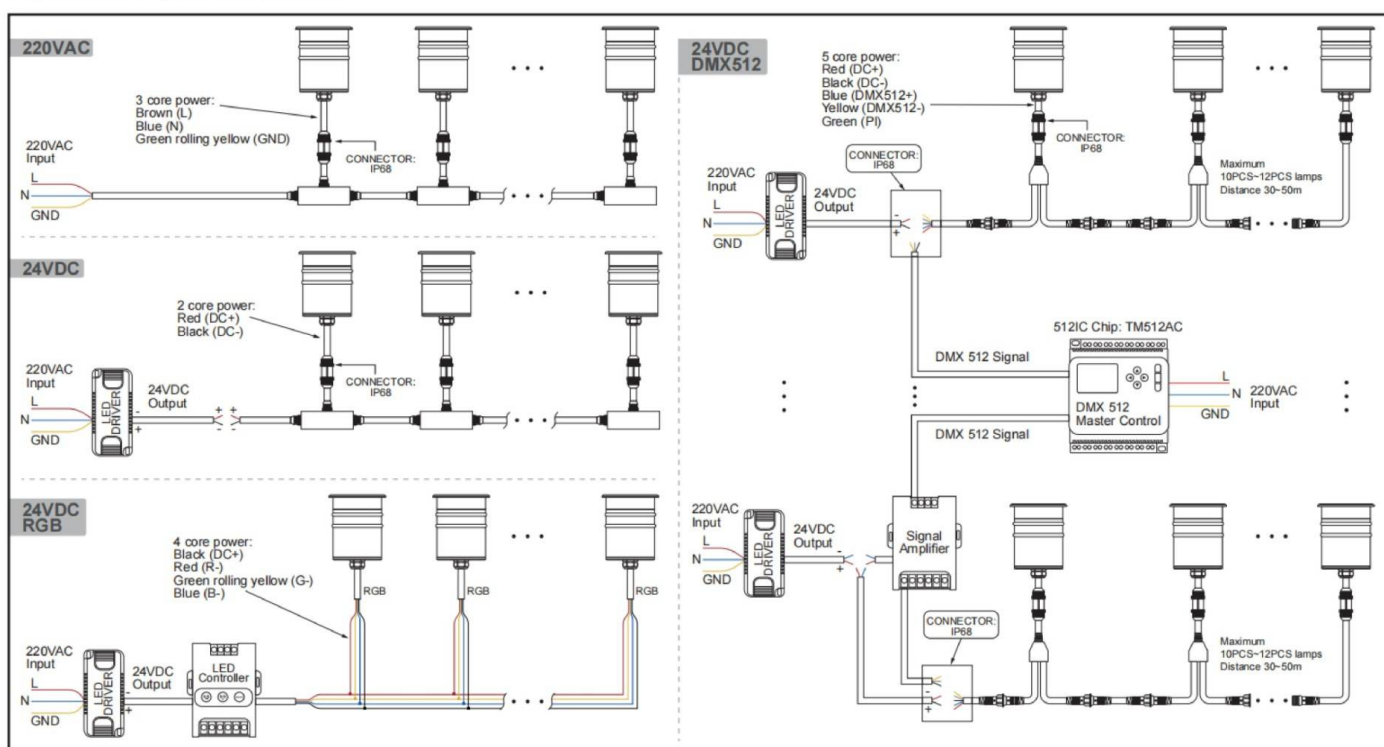 220VAC
3 core power:
Brown (L)
Blue (N)
Green rolling yellow (GND)
CONNECTOR:
IP68
220VAC
Input
L
N
GND
24VDC
2 core power:
Red (DC+)
Black (DC-)
CONNECTOR:
IP68
220VAC
Input
L
N
GND
LED
DRIVER
24VDC
Output
-
+
+ +
- -
24VDC
RGB
4 core power:
Black (DC+)
Red (R-)
Green rolling yellow (G-)
Blue (B-)
RGB
RGB
RGB
220VAC
Input
L
N
GND
LED
DRIVER
24VDC
Output
-
+
LED
Controller
24VDC
DMX512
5 core power:
Red (DC+)
Black (DC-)
Blue (DMX512+)
Yellow (DMX512-)
Green (PI)
CONNECTOR:
IP68
CONNECTOR:
IP68
Maximum
10PCS~12PCS lamps
Distance 30~50m
220VAC
Input
L
N
GND
LED
DRIVER
24VDC
Output
-
+
512IC Chip: TM512AC
DMX 512 Signal
DMX 512
Master Control
L
N
GND
220VAC
Input
DMX 512 Signal
220VAC
Input
L
N
GND
LED
DRIVER
24VDC
Output
-
+
Signal
Amplifier
CONNECTOR:
IP68
-
+
Maximum
10PCS~12PCS lamps
Distance 30~50m